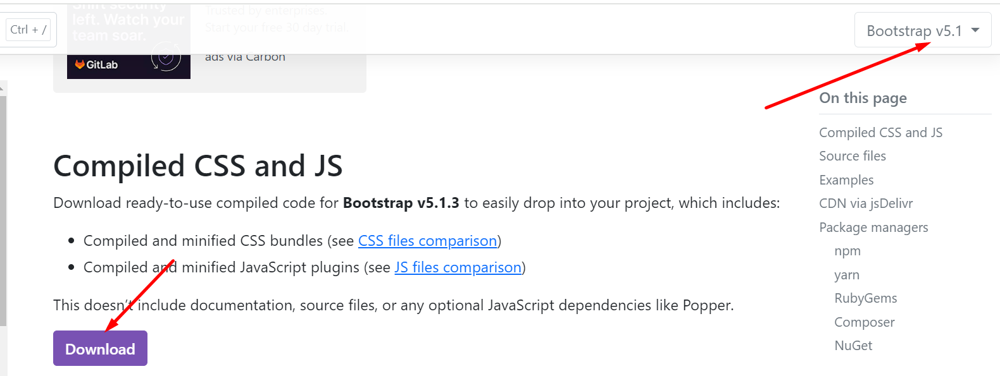 Shift security
left. Watch your
team soar.
GitLab
Trusted by enterprises.
Start your free 30 day trial.
ads via Carbon
Ctrl + /
Bootstrap v5.1
Compiled CSS and JS
Download ready-to-use compiled code for Bootstrap v5.1.3 to easily drop into your project, which includes:
• Compiled and minified CSS bundles (see CSS files comparison)
• Compiled and minified JavaScript plugins (see JS files comparison)
This doesn't include documentation, source files, or any optional JavaScript dependencies like Popper.
Download
On this page
Compiled CSS and JS
Source files
Examples
CDN via jsDelivr
Package managers
npm
yarn
RubyGems
Composer
NuGet